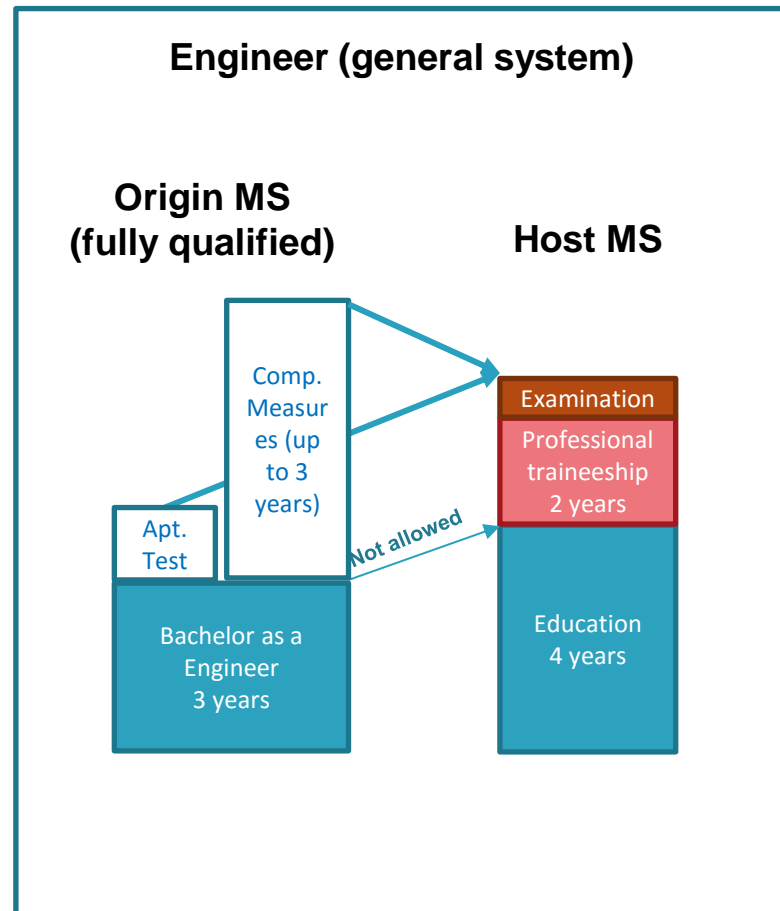 Engineer (general system)
Origin MS
(fully qualified)
Host MS
Comp.
Measur
es (up
to 3
years)
Apt.
Test
Bachelor as a
Engineer
3 years
Not allowed
Examination
Professional
traineeship
2 years
Education
4 years